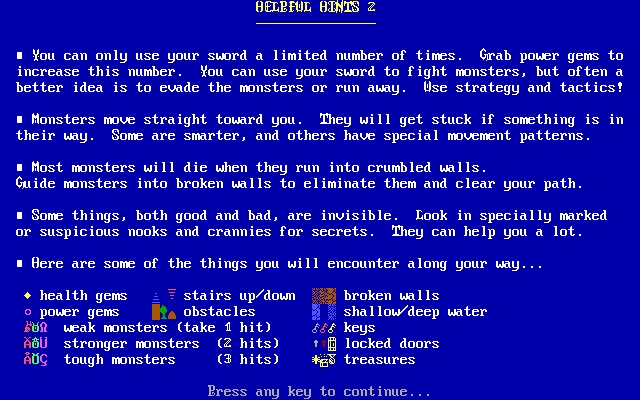 HELPFUL HINTS 2
■ You can only use your sword a limited number of times.  Grab power gems to
increase this number.  You can use your sword to fight monsters, but often a
better idea is to evade the monsters or run away.  Use strategy and tactics!
■ Monsters move straight toward you.  They will get stuck if something is in
their way.  Some are smarter, and others have special movement patterns.
■ Most monsters will die when they run into crumbled walls.
Guide monsters into broken walls to eliminate them and clear your path.
■ Some things, both good and bad, are invisible.  Look in specially marked
or suspicious nooks and crannies for secrets.  They can help you a lot.
■ Here are some of the things you will encounter along your way...
health gems stairs up/down broken walls
power gems obstacles shallow/deep water
weak monsters (take 1 hit) keys
stronger monsters (2 hits) locked doors
tough monsters (3 hits) treasures
Press any key to continue...